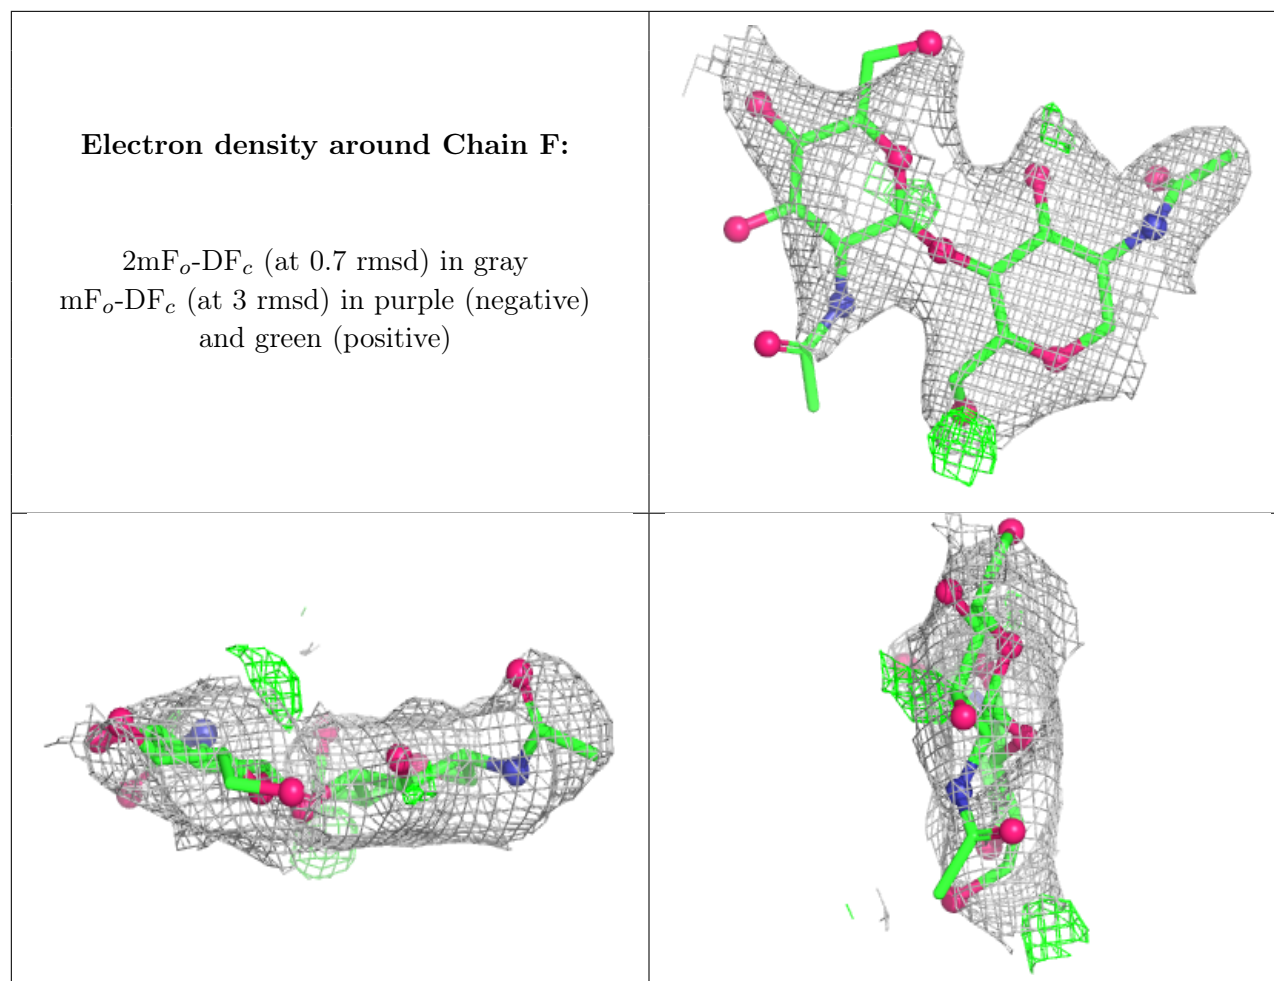 Electron density around Chain F:
2mFₒ-DF𝒸 (at 0.7 rmsd) in gray
mFₒ-DF𝒸 (at 3 rmsd) in purple (negative)
and green (positive)